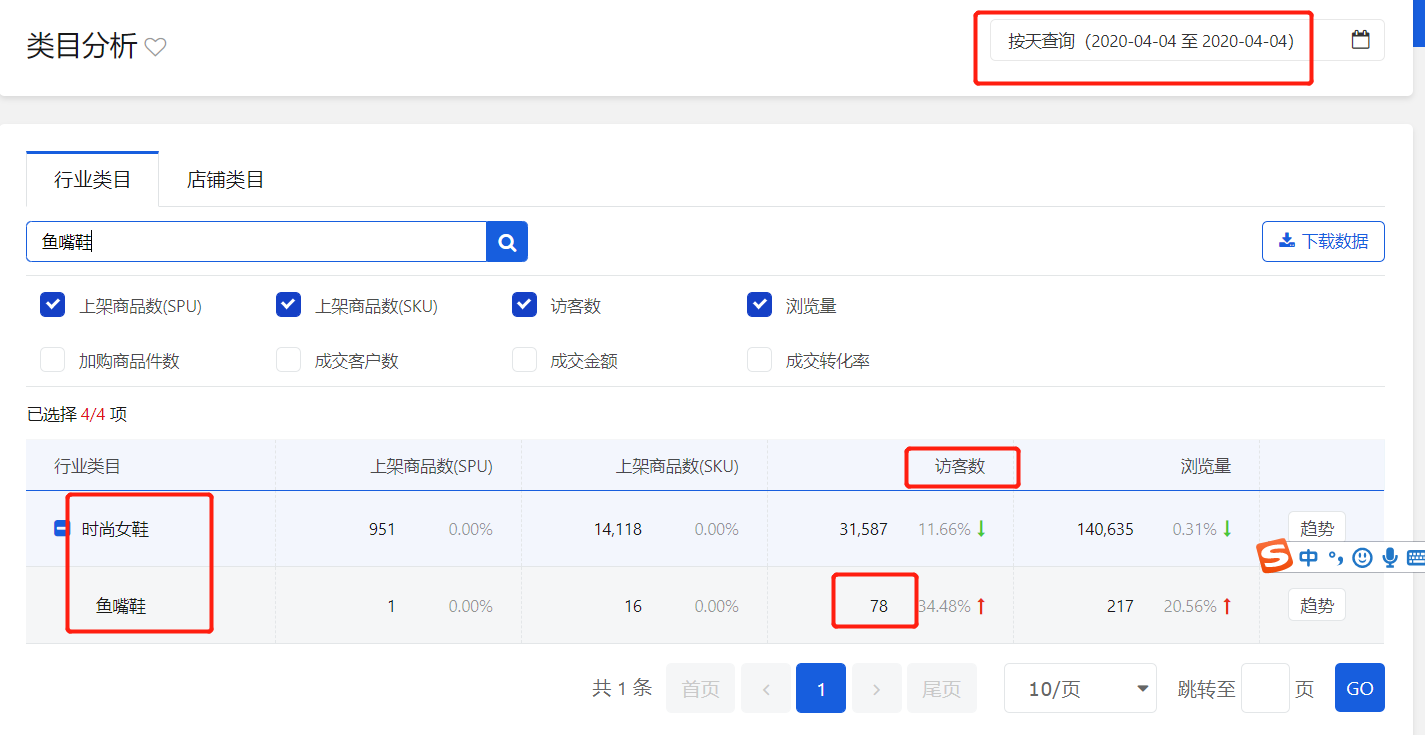 类目分析
按天查询（2020-04-04 至 2020-04-04）
行业类目 店铺类目
鱼嘴鞋
下载数据
上架商品数(SPU) 上架商品数(SKU) 访客数 浏览量
加购商品件数 成交客户数 成交金额 成交转化率
已选择 4/4 项
行业类目 上架商品数(SPU) 上架商品数(SKU) 访客数 浏览量
时尚女鞋 951 0.00% 14,118 0.00% 31,587 11.66% 140,635 0.31% 趋势
S 中
鱼嘴鞋 1 0.00% 16 0.00% 78 34.48% 217 20.56% 趋势
共 1 条 首页 ‹ 1 › 尾页 10/页 跳转至 页 GO